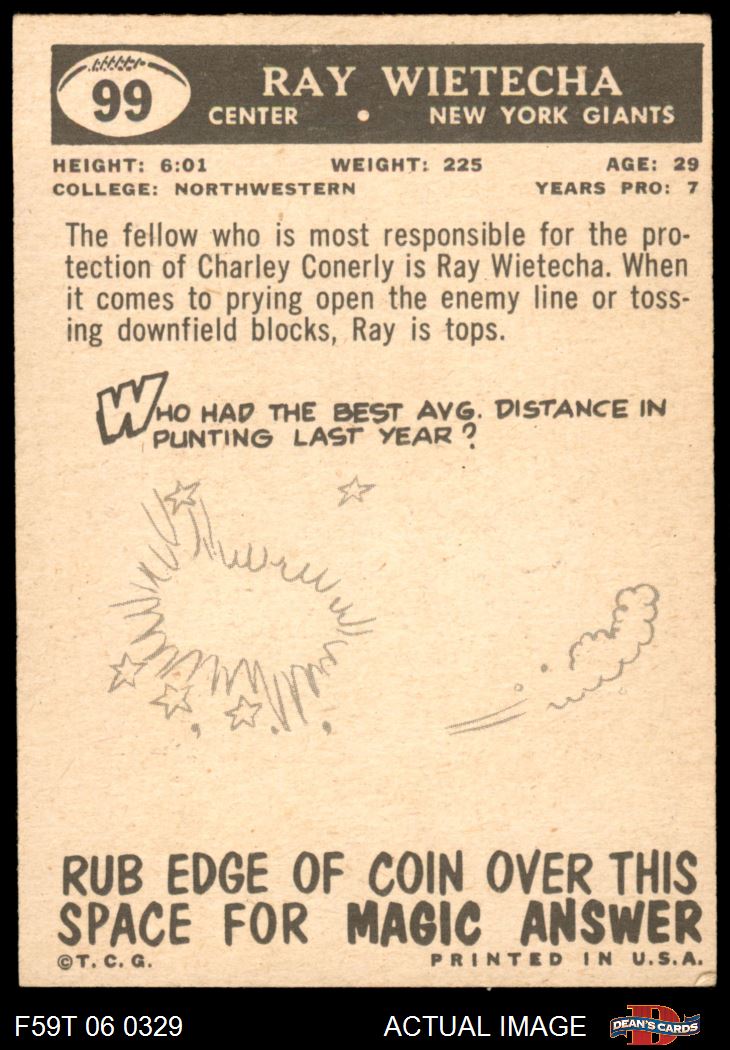 99
RAY WIETECHA
CENTER • NEW YORK GIANTS
HEIGHT: 6:01 WEIGHT: 225 AGE: 29
COLLEGE: NORTHWESTERN YEARS PRO: 7
The fellow who is most responsible for the pro-
tection of Charley Conerly is Ray Wietecha. When
it comes to prying open the enemy line or toss-
ing downfield blocks, Ray is tops.
WHO HAD THE BEST AVG. DISTANCE IN
PUNTING LAST YEAR?
RUB EDGE OF COIN OVER THIS
SPACE FOR MAGIC ANSWER
©T. C. G. PRINTED IN U.S.A.
F59T 06 0329 ACTUAL IMAGE DEAN'S CARDS